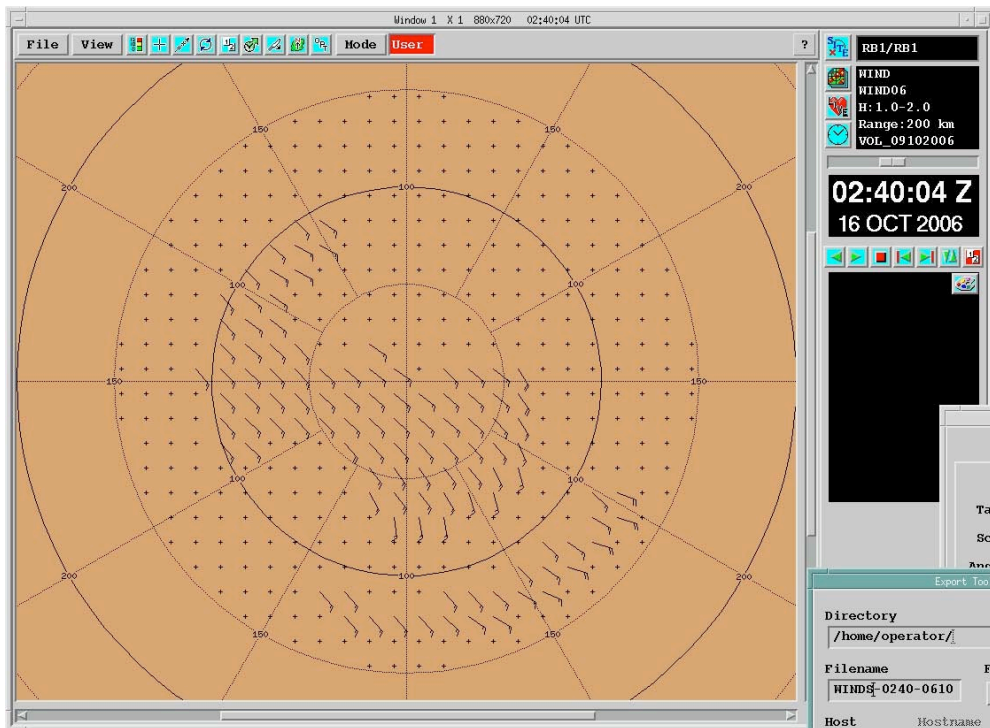 Window 1 X 1 880x720 02:40:04 UTC
File View Mode User ?
RB1/RB1
WIND
WIND06
H:1.0-2.0
Range:200 km
VOL_09102006
02:40:04 Z
16 OCT 2006
150 150
200 100 200
100 100
150 150
100 100
200 100 200
150 150
Ta
Sc
Ang
Export Too
Directory
/home/operator/
Filename F
WINDS-0240-0610
Host Hostname